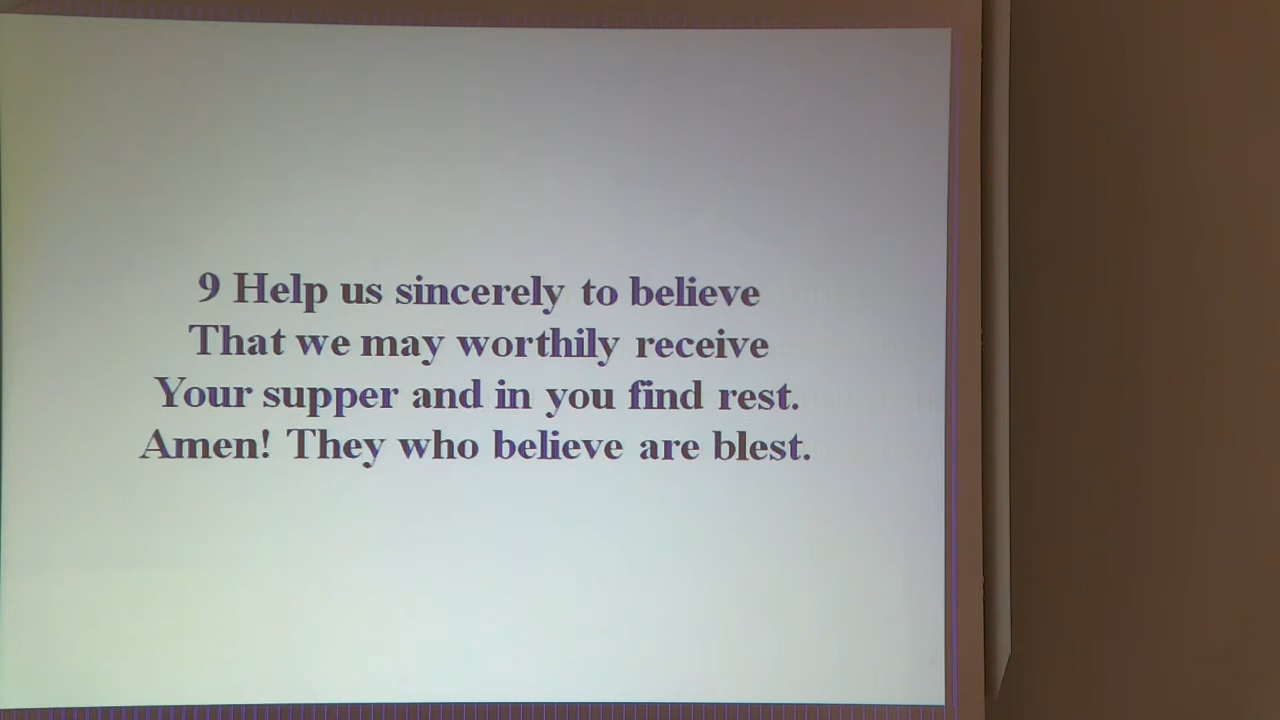 9 Help us sincerely to believe
That we may worthily receive
Your supper and in you find rest.
Amen! They who believe are blest.